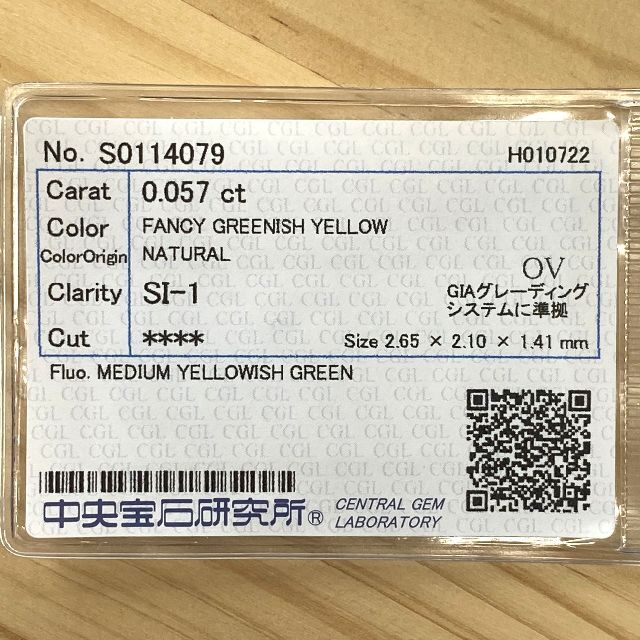 No. S0114079 H010722
Carat 0.057 ct
Color FANCY GREENISH YELLOW
ColorOrigin NATURAL
OV
Clarity SI-1 GIAグレーディング
システムに準拠
Cut **** Size 2.65 × 2.10 × 1.41 mm
Fluo. MEDIUM YELLOWISH GREEN
中央宝石研究所® CENTRAL GEM
LABORATORY